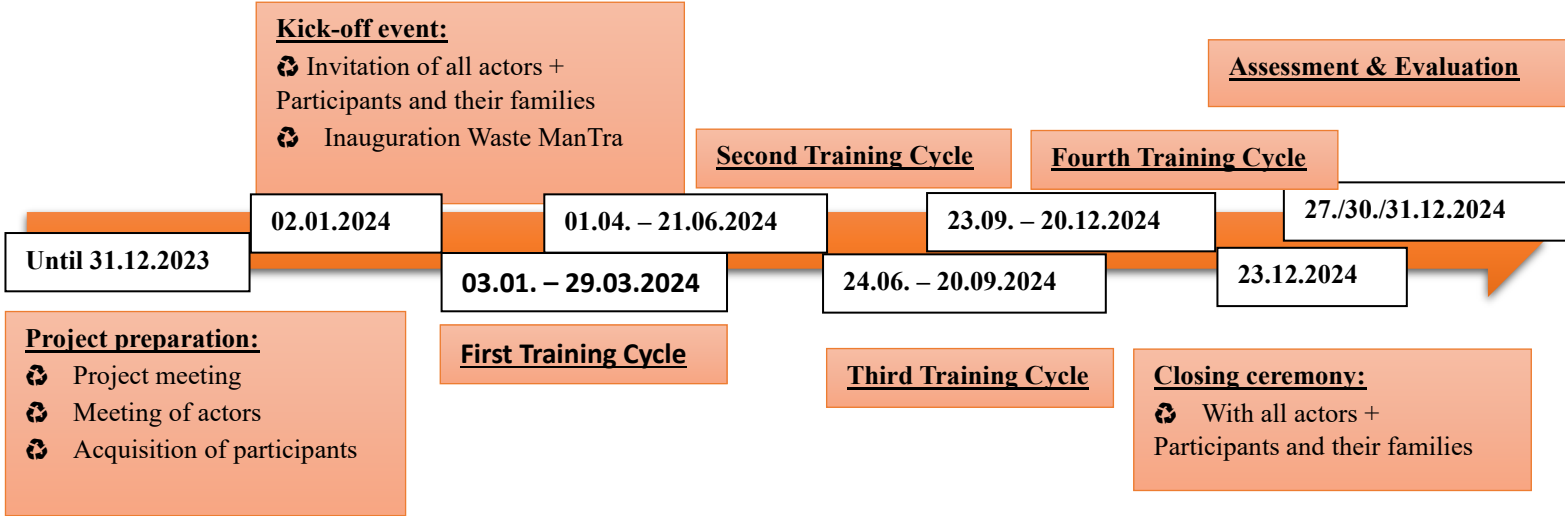 Kick-off event:
♻ Invitation of all actors +
Participants and their families
♻ Inauguration Waste ManTra
Assessment & Evaluation
Second Training Cycle
Fourth Training Cycle
02.01.2024
01.04. – 21.06.2024
23.09. – 20.12.2024
27./30./31.12.2024
Until 31.12.2023
03.01. – 29.03.2024
24.06. – 20.09.2024
23.12.2024
Project preparation:
♻ Project meeting
♻ Meeting of actors
♻ Acquisition of participants
First Training Cycle
Third Training Cycle
Closing ceremony:
♻ With all actors +
Participants and their families